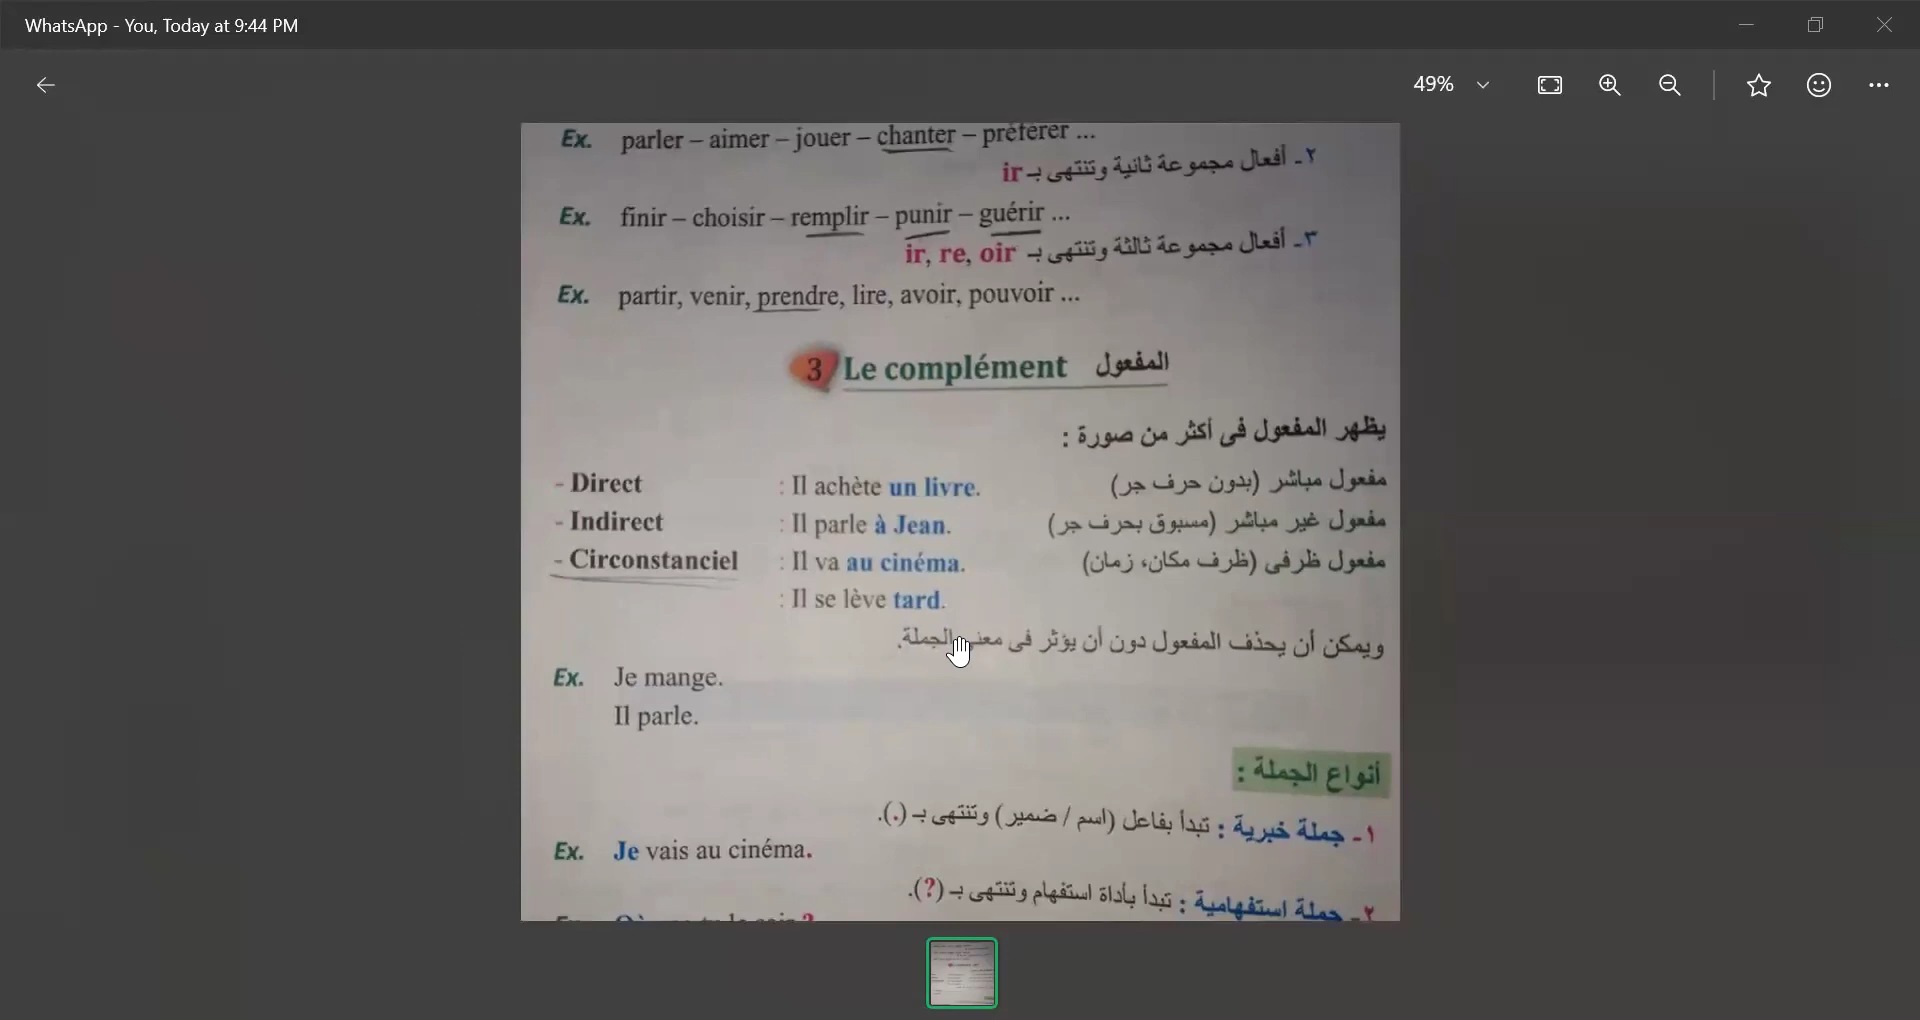 WhatsApp - You, Today at 9:44 PM
49%
Ex. parler – aimer – jouer – chanter – préférer ...
٢ـ أفعال مجموعة ثانية وتنتهى بـ ir
Ex. finir – choisir – remplir – punir – guérir ...
٣ـ أفعال مجموعة ثالثة وتنتهى بـ ir, re, oir
Ex. partir, venir, prendre, lire, avoir, pouvoir ...
3 Le complément المفعول
يظهر المفعول فى أكثر من صورة :
- Direct : Il achète un livre. مفعول مباشر (بدون حرف جر)
- Indirect : Il parle à Jean. مفعول غير مباشر (مسبوق بحرف جر)
- Circonstanciel : Il va au cinéma. مفعول ظرفى (ظرف مكان، زمان)
: Il se lève tard.
ويمكن أن يحذف المفعول دون أن يؤثر فى معنى الجملة.
Ex. Je mange.
Il parle.
أنواع الجملة :
١ـ جملة خبرية : تبدأ بفاعل (اسم / ضمير) وتنتهى بـ (.).
Ex. Je vais au cinéma.
٢ـ جملة استفهامية : تبدأ بأداة استفهام وتنتهى بـ (?).